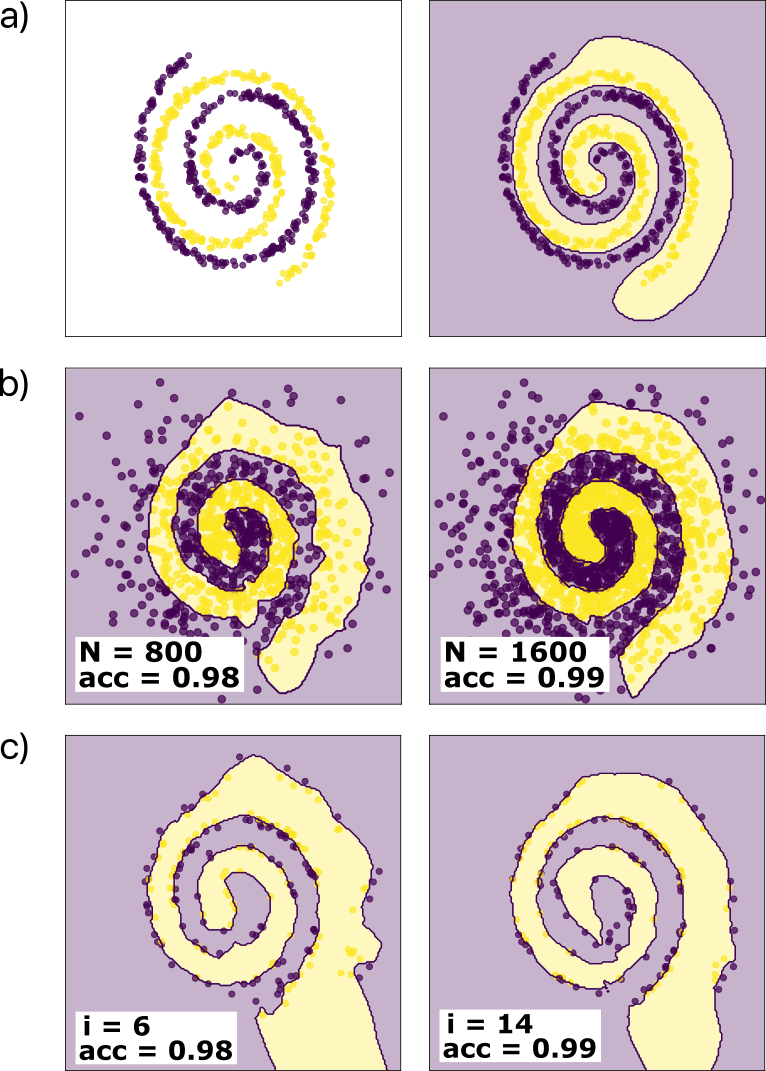 a)
b)
N = 800
acc = 0.98
N = 1600
acc = 0.99
c)
i = 6
acc = 0.98
i = 14
acc = 0.99